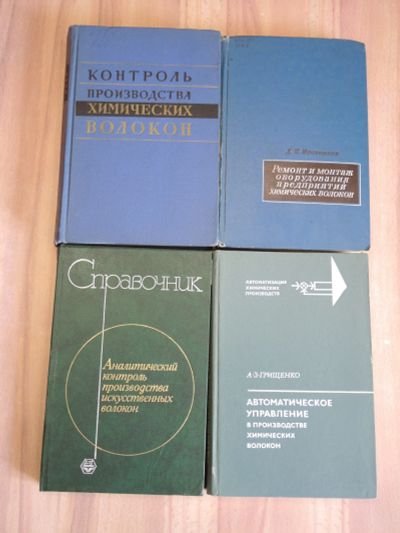 КОНТРОЛЬ
ПРОИЗВОДСТВА
ХИМИЧЕСКИХ
ВОЛОКОН
Ремонт и монтаж
оборудования
предприятий
химических волокон
Справочник
Аналитический
контроль
производства
искусственных
волокон
АВТОМАТИЗАЦИЯ
ХИМИЧЕСКИХ
ПРОИЗВОДСТВ
А·З·ГРИЩЕНКО
АВТОМАТИЧЕСКОЕ
УПРАВЛЕНИЕ
В ПРОИЗВОДСТВЕ
ХИМИЧЕСКИХ
ВОЛОКОН